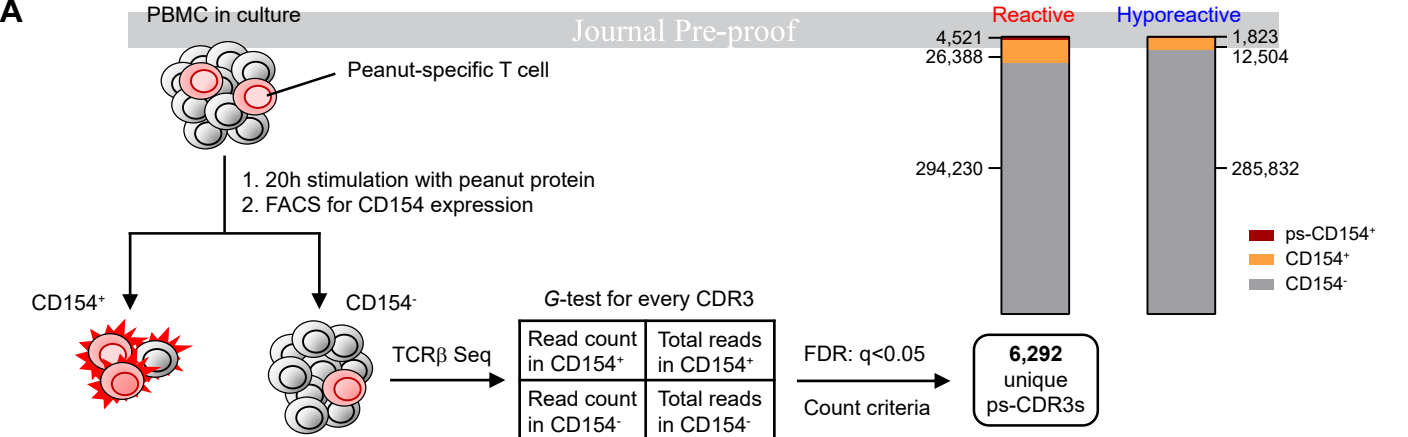 A
PBMC in culture
Journal Pre-proof
Reactive
Hyporeactive
4,521
26,388
294,230
1,823
12,504
285,832
Peanut-specific T cell
1. 20h stimulation with peanut protein
2. FACS for CD154 expression
ps-CD154⁺
CD154⁺
CD154⁻
CD154⁺
CD154⁻
TCRβ Seq
G-test for every CDR3
Read count
in CD154⁺
Total reads
in CD154⁺
Read count
in CD154⁻
Total reads
in CD154⁻
FDR: q<0.05
Count criteria
6,292
unique
ps-CDR3s